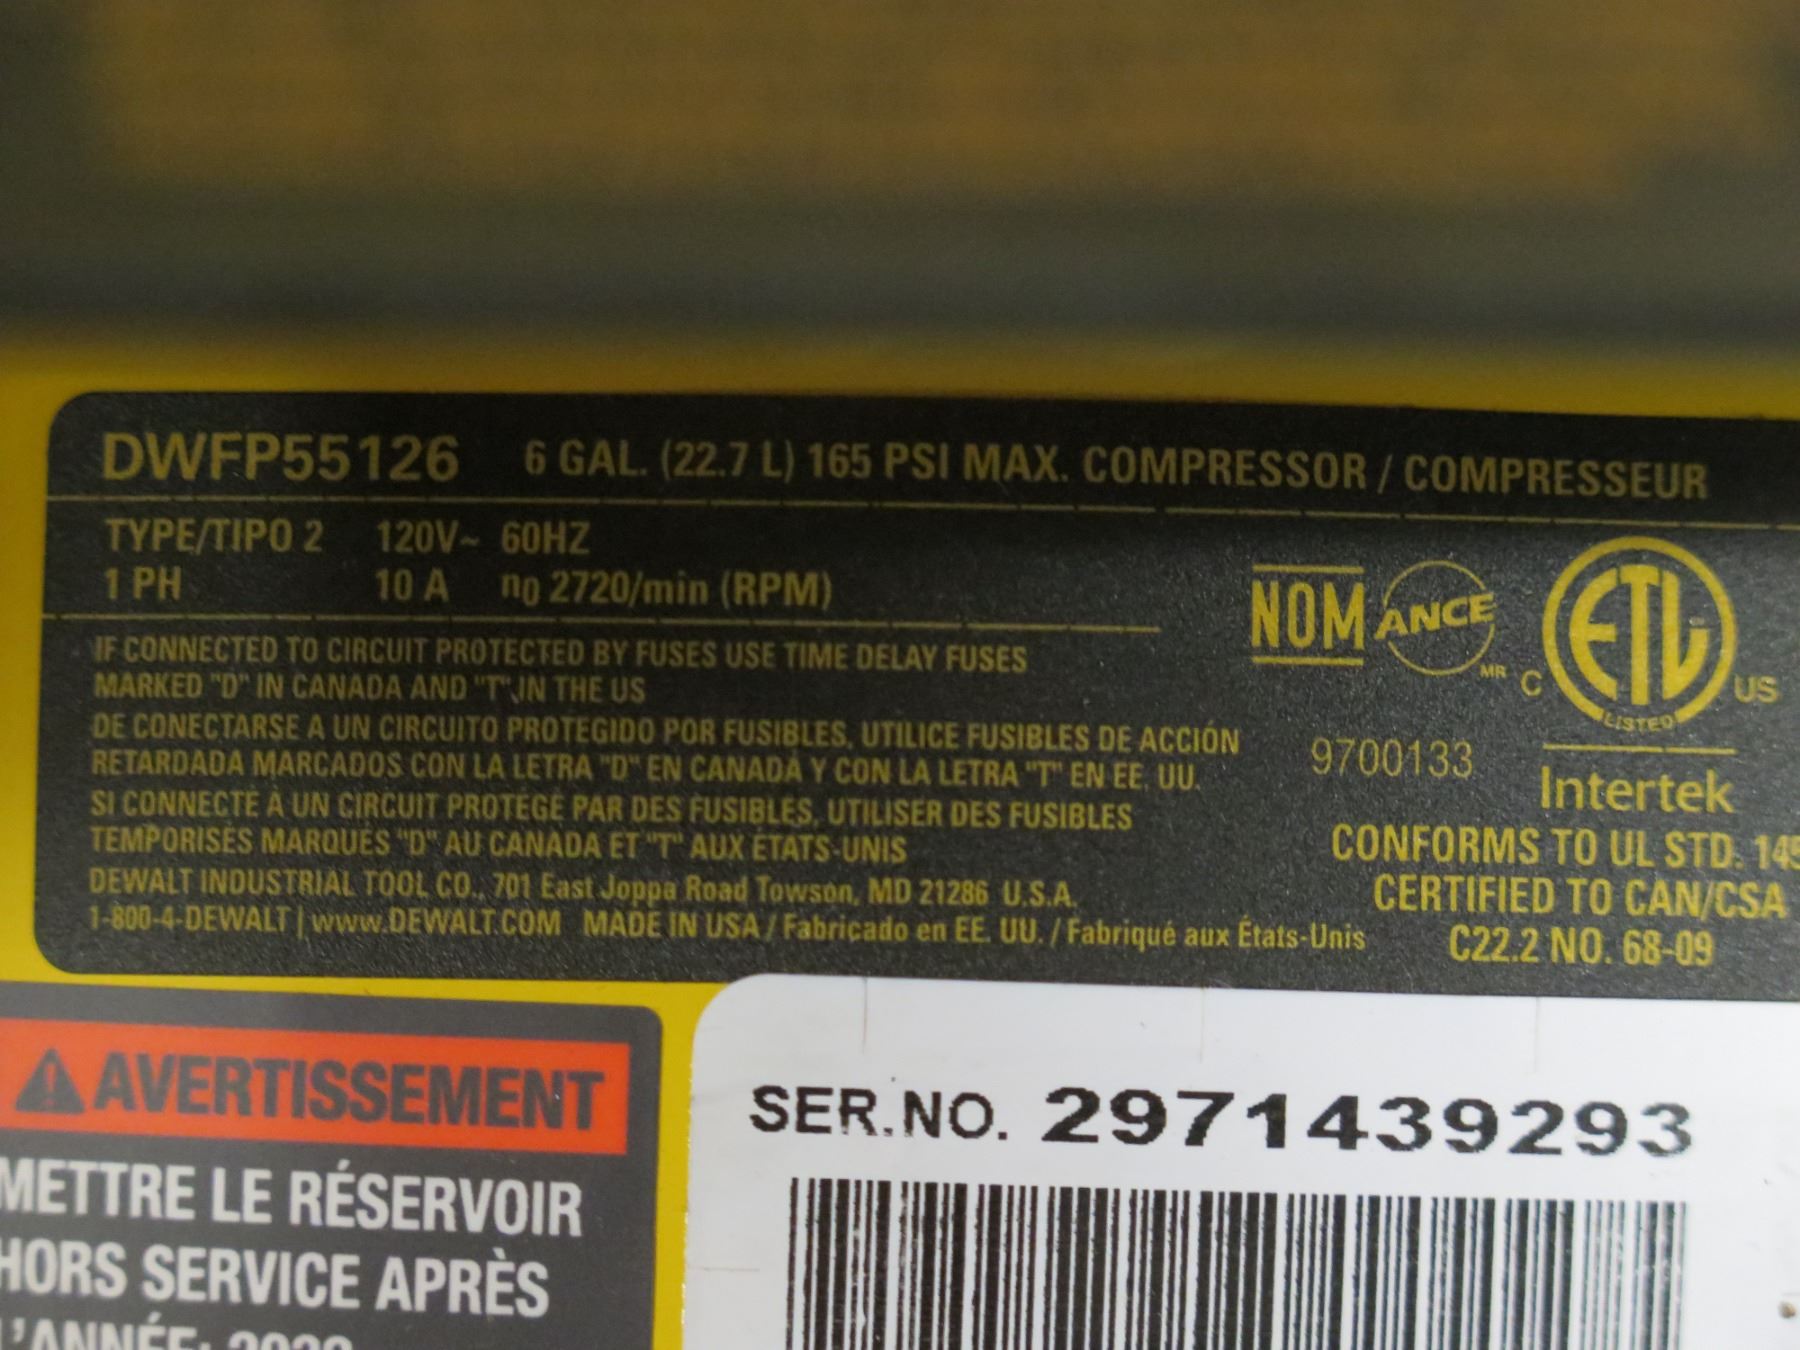 DWFP55126 6 GAL. (22.7 L) 165 PSI MAX. COMPRESSOR / COMPRESSEUR
TYPE/TIPO 2 120V~ 60HZ
1 PH 10 A n0 2720/min (RPM)
IF CONNECTED TO CIRCUIT PROTECTED BY FUSES USE TIME DELAY FUSES
MARKED "D" IN CANADA AND "T" IN THE US
DE CONECTARSE A UN CIRCUITO PROTEGIDO POR FUSIBLES, UTILICE FUSIBLES DE ACCIÓN
RETARDADA MARCADOS CON LA LETRA "D" EN CANADÁ Y CON LA LETRA "T" EN EE. UU.
SI CONNECTÉ À UN CIRCUIT PROTÉGÉ PAR DES FUSIBLES, UTILISER DES FUSIBLES
TEMPORISÉS MARQUÉS "D" AU CANADA ET "T" AUX ÉTATS-UNIS
DEWALT INDUSTRIAL TOOL CO., 701 East Joppa Road Towson, MD 21286 U.S.A.
1-800-4-DEWALT | www.DEWALT.COM MADE IN USA / Fabricado en EE. UU. / Fabriqué aux États-Unis
NOM ANCE MR
C ETL US
LISTED
9700133
Intertek
CONFORMS TO UL STD. 145
CERTIFIED TO CAN/CSA
C22.2 NO. 68-09
AVERTISSEMENT
METTRE LE RÉSERVOIR
HORS SERVICE APRÈS
L'ANNÉE:
SER.NO. 2971439293